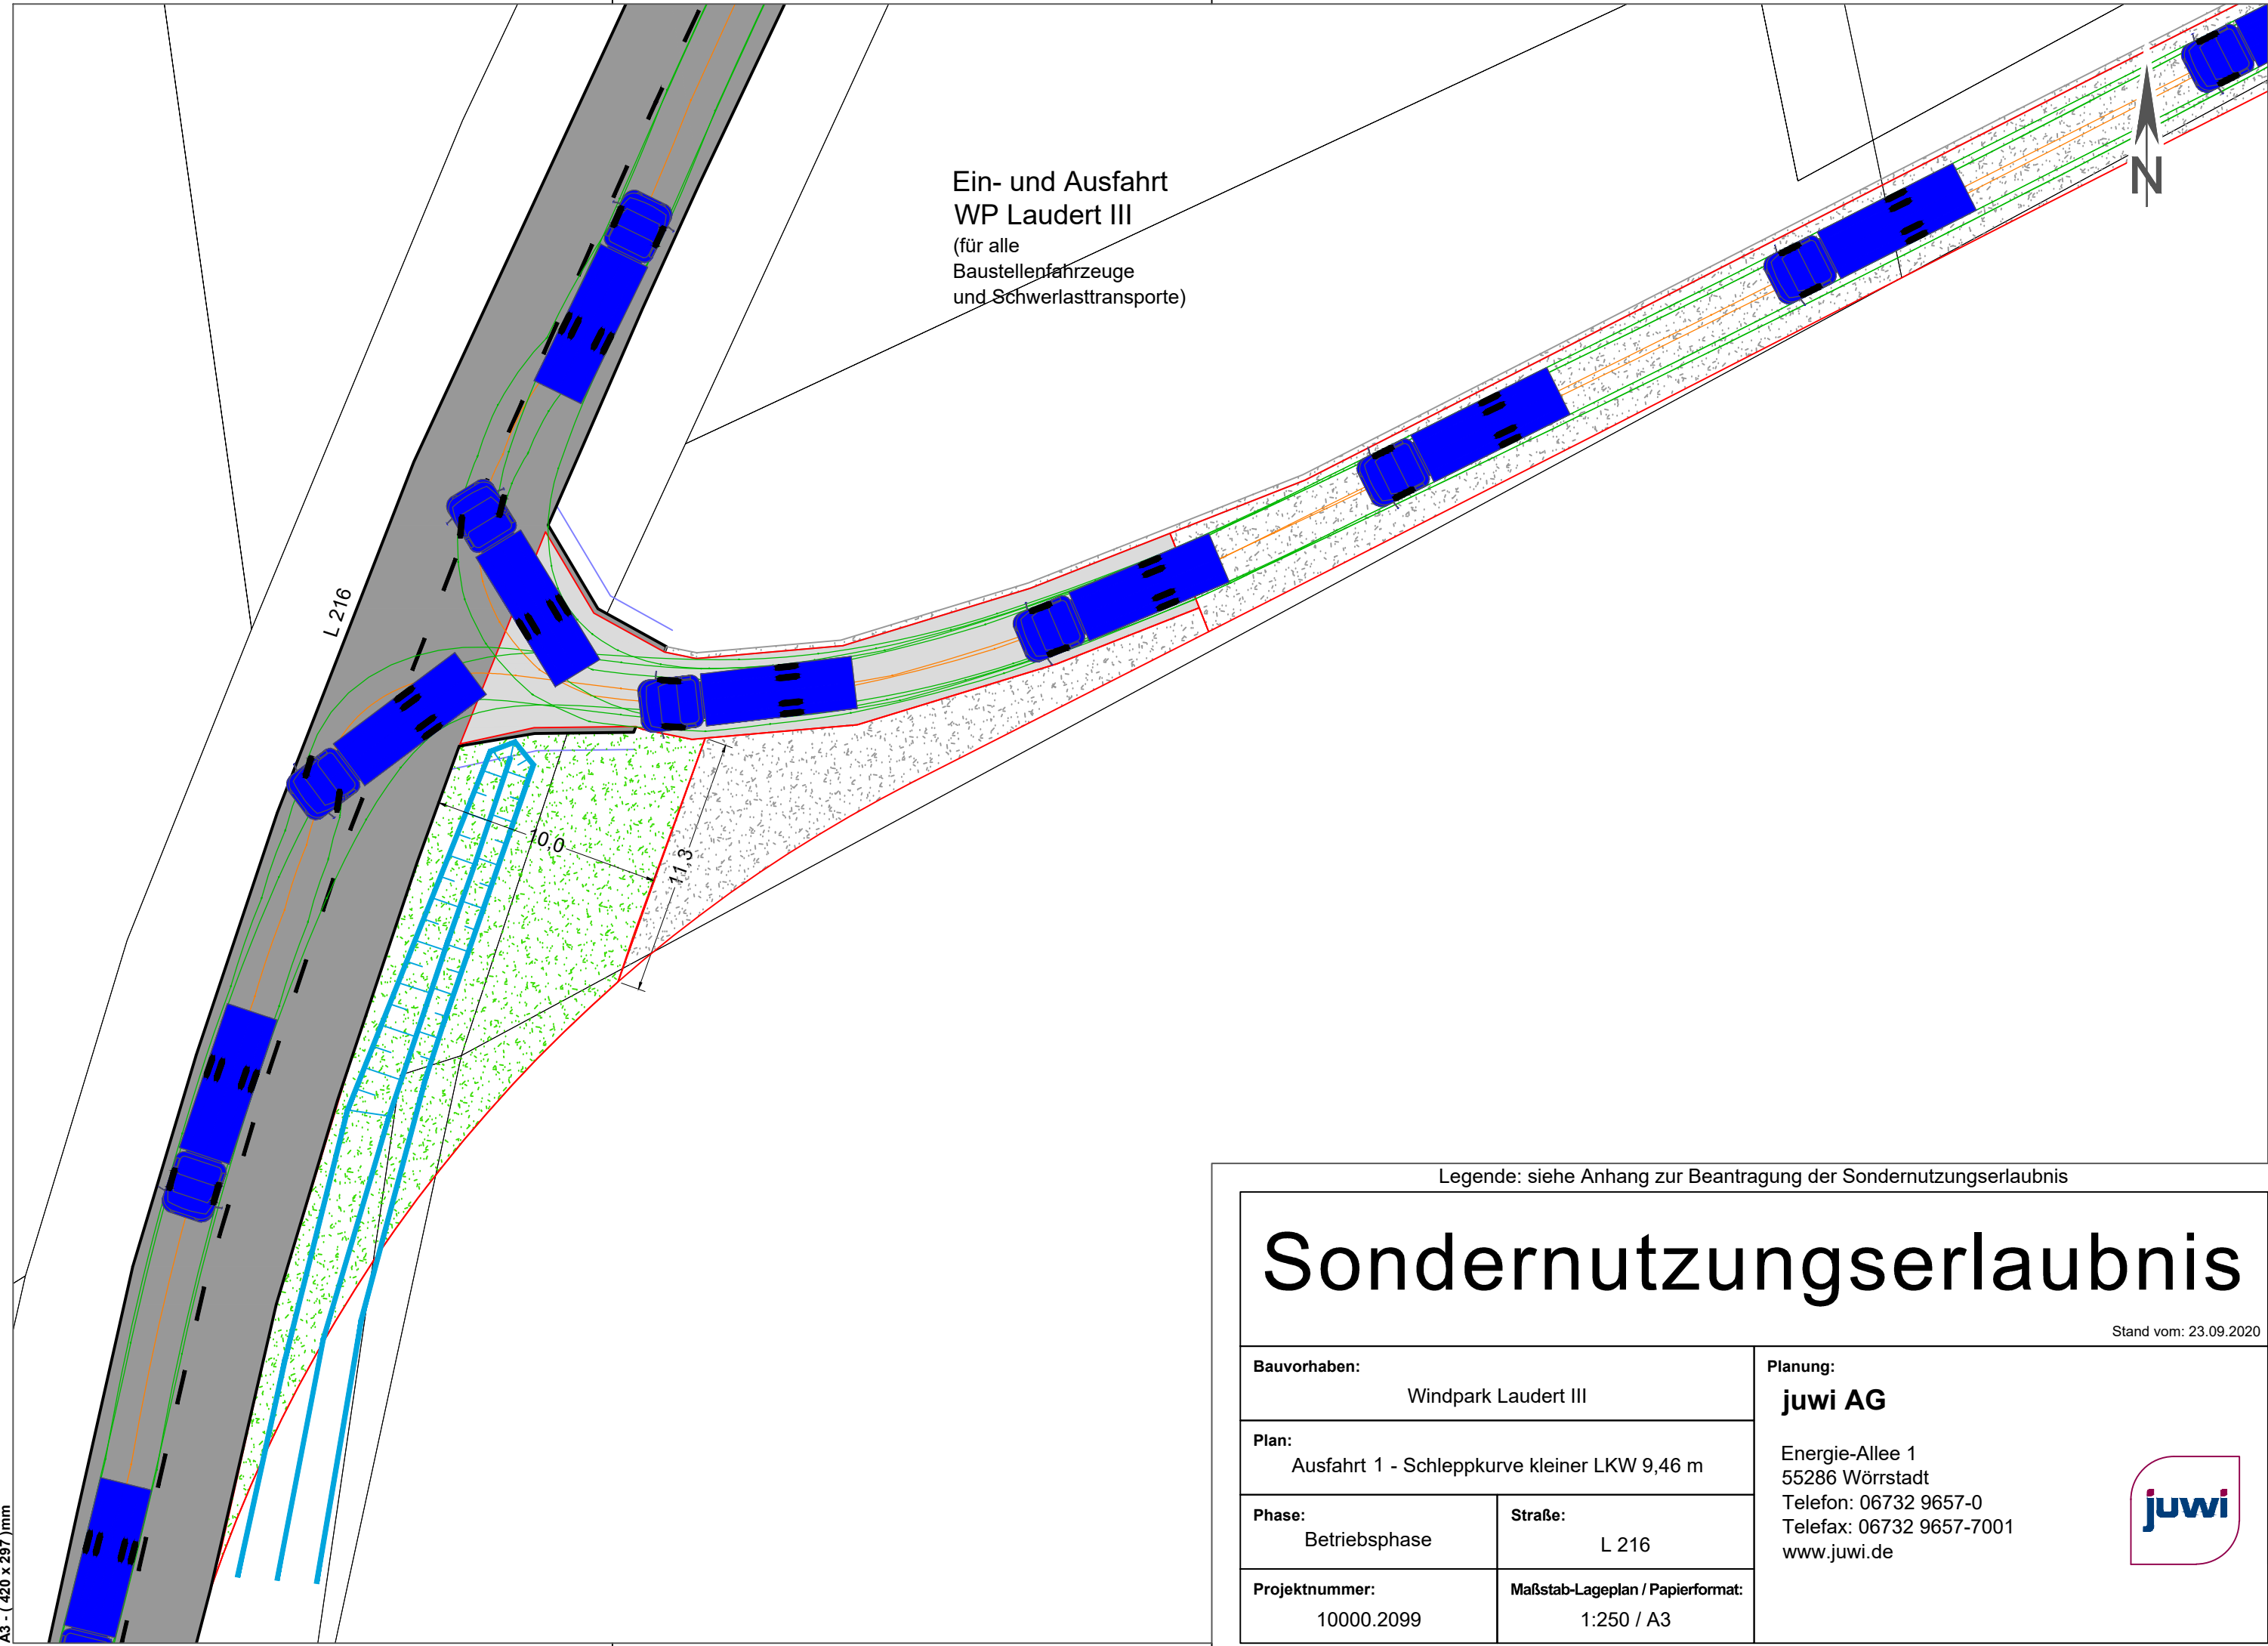 Ein- und Ausfahrt
WP Laudert III
(für alle
Baustellenfahrzeuge
und Schwerlasttransporte)
N
L 216
10,0
11,3
A3 - ( 420 x 297 )mm
Legende: siehe Anhang zur Beantragung der Sondernutzungserlaubnis
Sondernutzungserlaubnis
Stand vom: 23.09.2020
Bauvorhaben:
Windpark Laudert III
Plan:
Ausfahrt 1 - Schleppkurve kleiner LKW 9,46 m
Phase:
Betriebsphase
Straße:
L 216
Projektnummer:
10000.2099
Maßstab-Lageplan / Papierformat:
1:250 / A3
Planung:
juwi AG
Energie-Allee 1
55286 Wörrstadt
Telefon: 06732 9657-0
Telefax: 06732 9657-7001
www.juwi.de
juwi